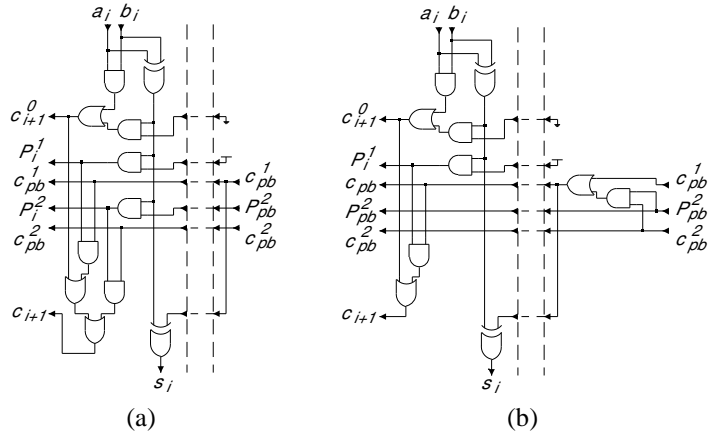 a_i b_i
a_i b_i
c^0_{i+1}
P^1_i
c^1_{pb}
P^2_i
c^2_{pb}
c_{i+1}
c^1_{pb}
P^2_{pb}
c^2_{pb}
s_i
(a)
c^0_{i+1}
P^1_i
c_{pb}
P^2_{pb}
c^2_{pb}
c_{i+1}
c^1_{pb}
P^2_{pb}
c^2_{pb}
s_i
(b)